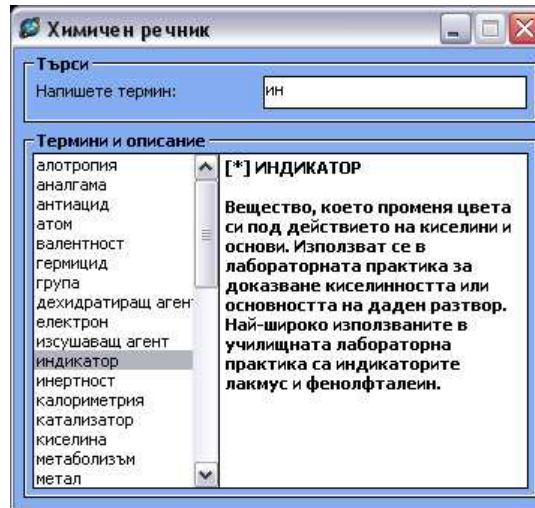 Химичен речник
Търси
Напишете термин:
ин
Термини и описание
алотропия
аналгама
антиацид
атом
валентност
гермицид
група
дехидратиращ аген
електрон
изсушаващ агент
индикатор
инертност
калориметрия
катализатор
киселина
метаболизъм
метал
[*] ИНДИКАТОР
Вещество, което променя цвета
си под действието на киселини и
основи. Използват се в
лабораторната практика за
доказване киселинността или
основността на даден разтвор.
Най-широко използваните в
училищната лабораторна
практика са индикаторите
лакмус и фенолфталеин.